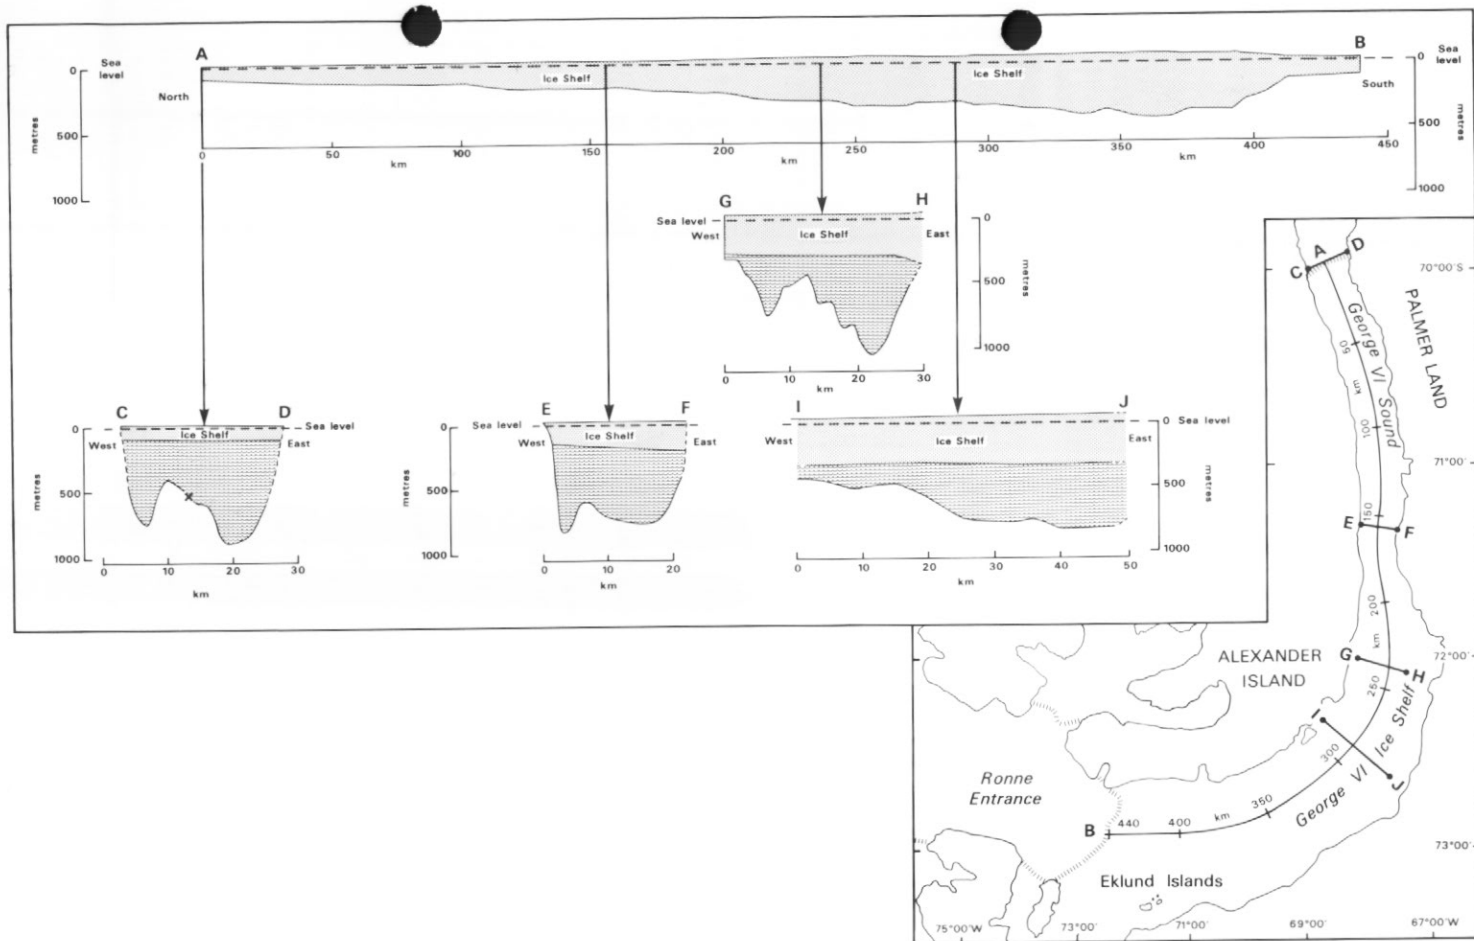 A
B
Sea level
0
500
1000
metres
North
Ice Shelf
Ice Shelf
South
Sea level
0
500
1000
metres
0 50 100 150 200 250 300 350 400 450
km
km
km
G
H
Sea level
West
Ice Shelf
East
0
500
1000
metres
0 10 20 30
km
C
D
Sea level
0
500
1000
metres
West
Ice Shelf
East
x
0 10 20 30
km
E
F
Sea level
0
500
1000
metres
West
Ice Shelf
East
0 10 20
km
I
J
Sea level
West
Ice Shelf
East
0
500
1000
metres
0 10 20 30 40 50
km
A
D
C
70°00'S
George VI Sound
PALMER LAND
50
km
100
71°00'
150
E
F
200
km
ALEXANDER
ISLAND
G
H
72°00'
250
I
J
George VI Ice Shelf
300
350
km
400
440
B
Ronne
Entrance
73°00'
Eklund Islands
75°00'W 73°00' 71°00' 69°00' 67°00'W